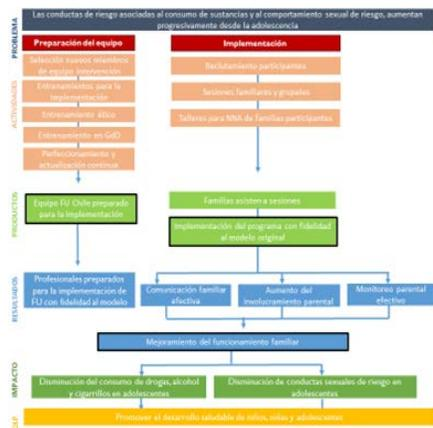 Las conductas de riesgo asociadas al consumo de sustancias y al comportamiento sexual de riesgo, aumentan
progresivamente desde la adolescencia
PROBLEMA
Preparación del equipo
Implementación
ACTIVIDADES
Selección nuevos miembros
de equipo intervención
Entrenamientos para la
implementación
Entrenamiento ético
Entrenamiento en GdO
Perfeccionamiento y
actualización continua
Reclutamiento participantes
Sesiones familiares y grupales
Talleres para NNA de familias participantes
PRODUCTOS
Equipo FU Chile preparado
para la implementación
Familias asisten a sesiones
Implementación del programa con fidelidad
al modelo original
RESULTADOS
Profesionales preparados
para la implementación de
FU con fidelidad al modelo
Comunicación familiar
efectiva
Aumento del
involucramiento parental
Monitoreo parental
efectivo
Mejoramiento del funcionamiento familiar
IMPACTO
Disminución del consumo de drogas, alcohol
y cigarrillos en adolescentes
Disminución de conductas sexuales de riesgo en
adolescentes
Promover el desarrollo saludable de niños, niñas y adolescentes